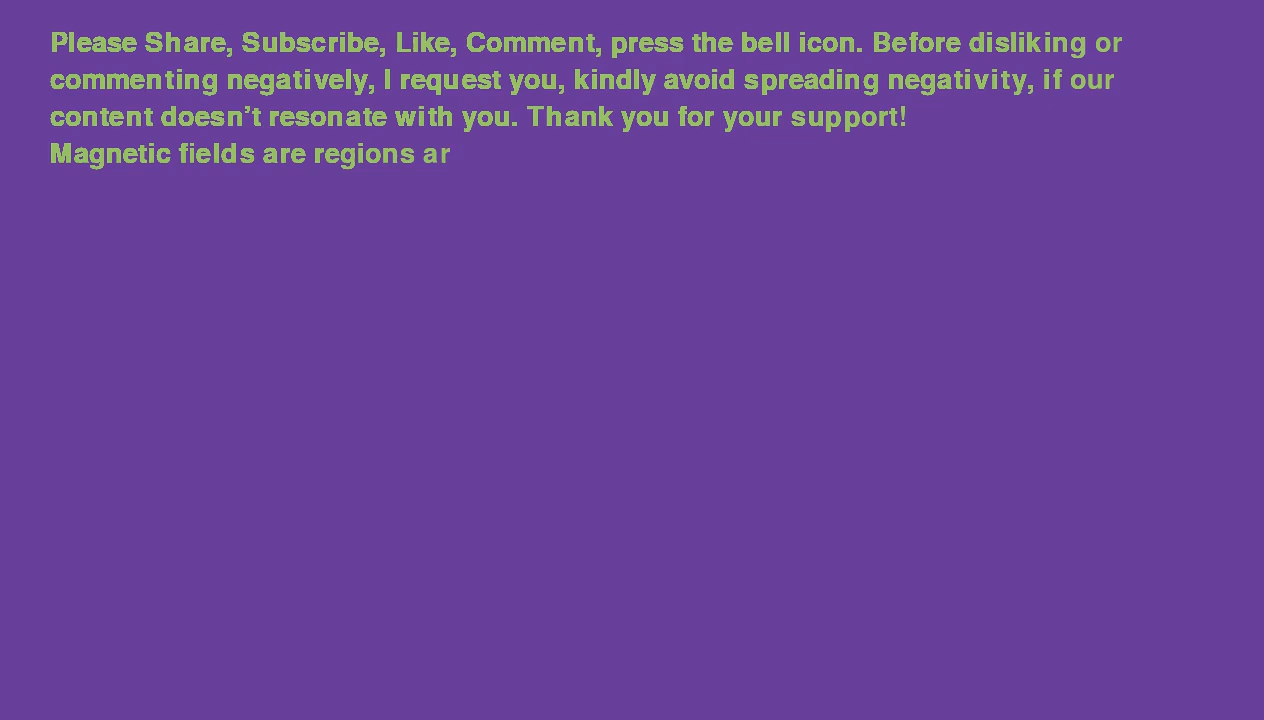 Please Share, Subscribe, Like, Comment, press the bell icon. Before disliking or
commenting negatively, I request you, kindly avoid spreading negativity, if our
content doesn’t resonate with you. Thank you for your support!
Magnetic fields are regions ar